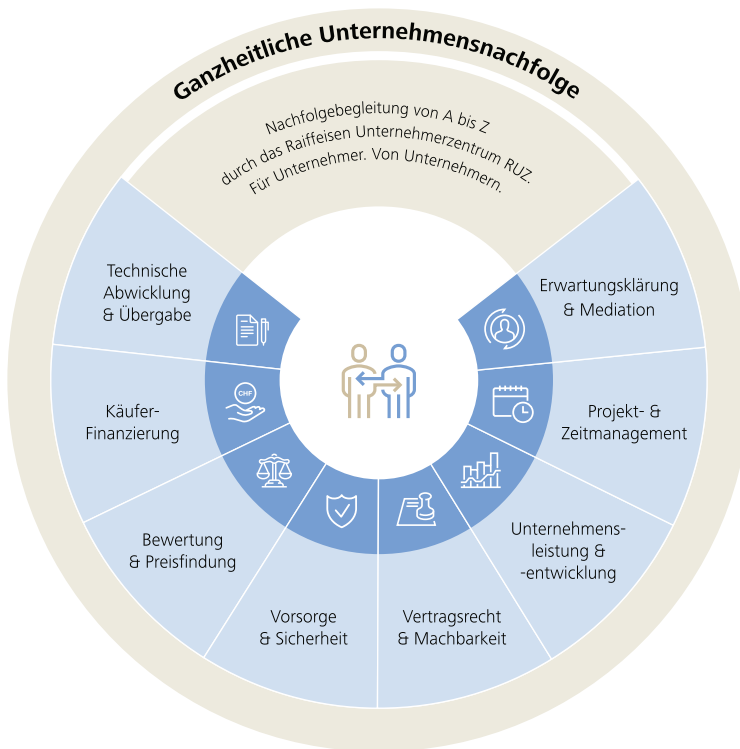 Ganzheitliche Unternehmensnachfolge
Nachfolgebegleitung von A bis Z
durch das Raiffeisen Unternehmerzentrum RUZ.
Für Unternehmer. Von Unternehmern.
Erwartungsklärung
& Mediation
Projekt- &
Zeitmanagement
Unternehmens-
leistung &
-entwicklung
Vertragsrecht
& Machbarkeit
Vorsorge
& Sicherheit
Bewertung
& Preisfindung
Käufer-
Finanzierung
CHF
Technische
Abwicklung
& Übergabe